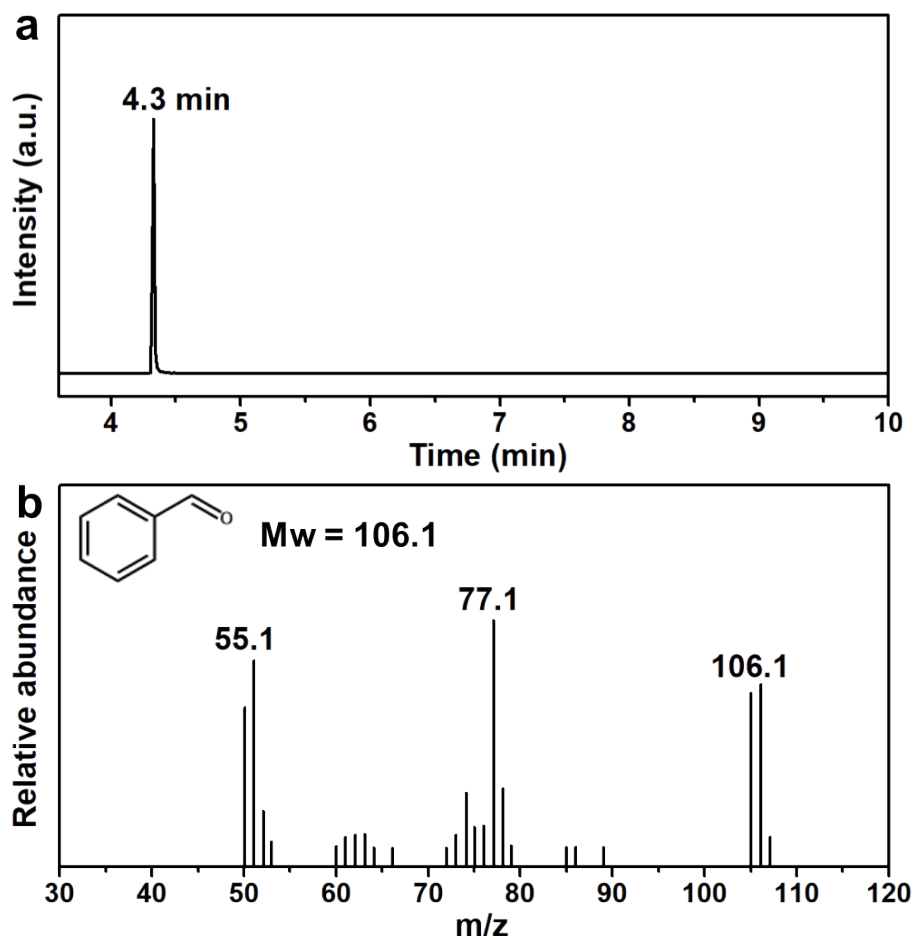 a
4.3 min
Intensity (a.u.)
4 5 6 7 8 9 10
Time (min)
b
O
Mw = 106.1
77.1
55.1
106.1
Relative abundance
30 40 50 60 70 80 90 100 110 120
m/z